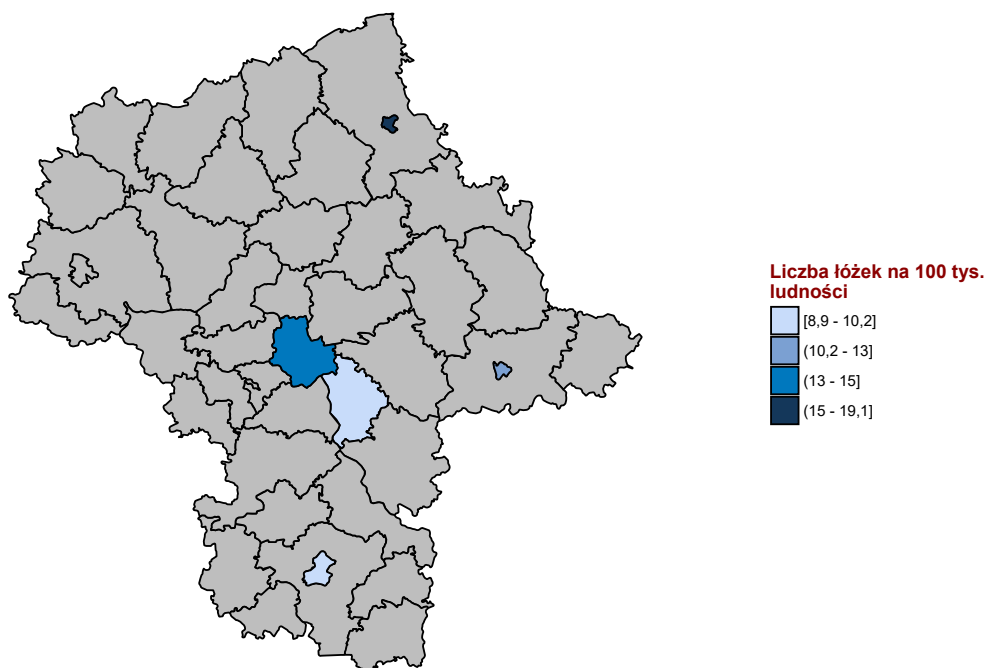 Liczba łóżek na 100 tys.
ludności
[8,9 - 10,2]
(10,2 - 13]
(13 - 15]
(15 - 19,1]